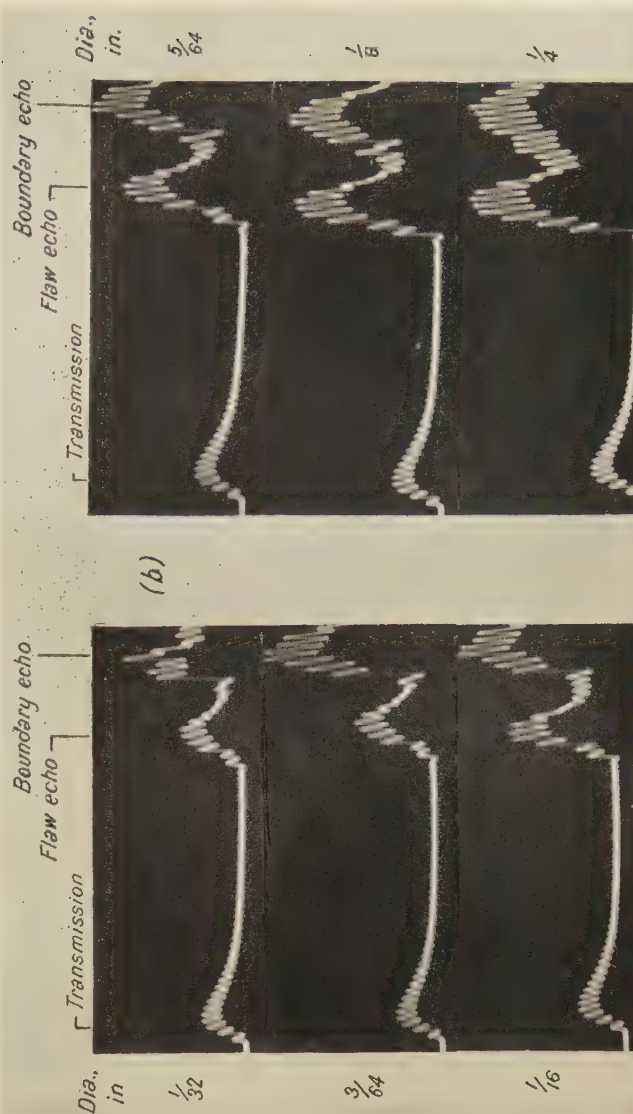 Boundary echo
Flaw echo
Transmission
Dia.,
in.
5/64
1/8
1/4
(b)
Boundary echo
Flaw echo
Transmission
Dia.,
in
1/32
3/64
1/16